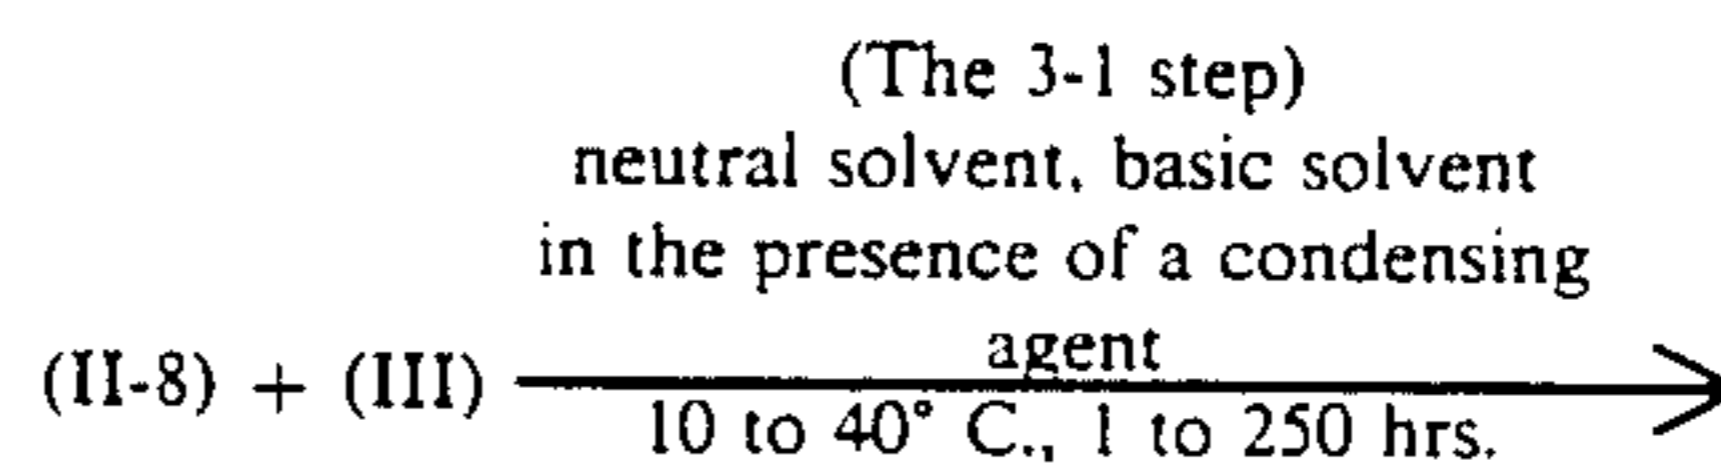 (The 3-1 step)
neutral solvent, basic solvent
in the presence of a condensing
agent
(II-8) + (III)
10 to 40° C., 1 to 250 hrs.